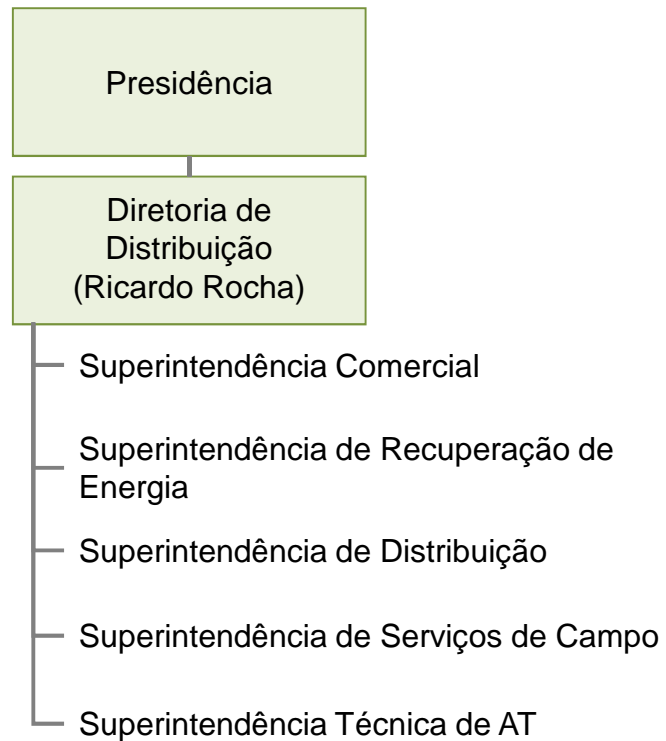 Presidência
Diretoria de
Distribuição
(Ricardo Rocha)
Superintendência Comercial
Superintendência de Recuperação de
Energia
Superintendência de Distribuição
Superintendência de Serviços de Campo
Superintendência Técnica de AT